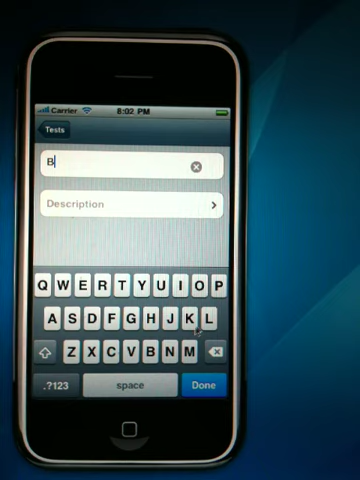 Carrier 8:02 PM
Tests
B
Description
Q W E R T Y U I O P
A S D F G H J K L
Z X C V B N M
.?123 space Done